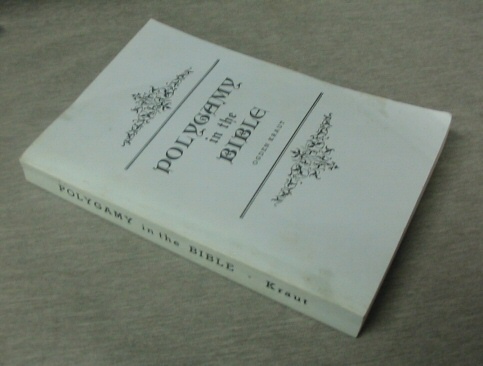 POLYGAMY
in the
BIBLE
OGDEN KRAUT
POLYGAMY in the BIBLE - Kraut